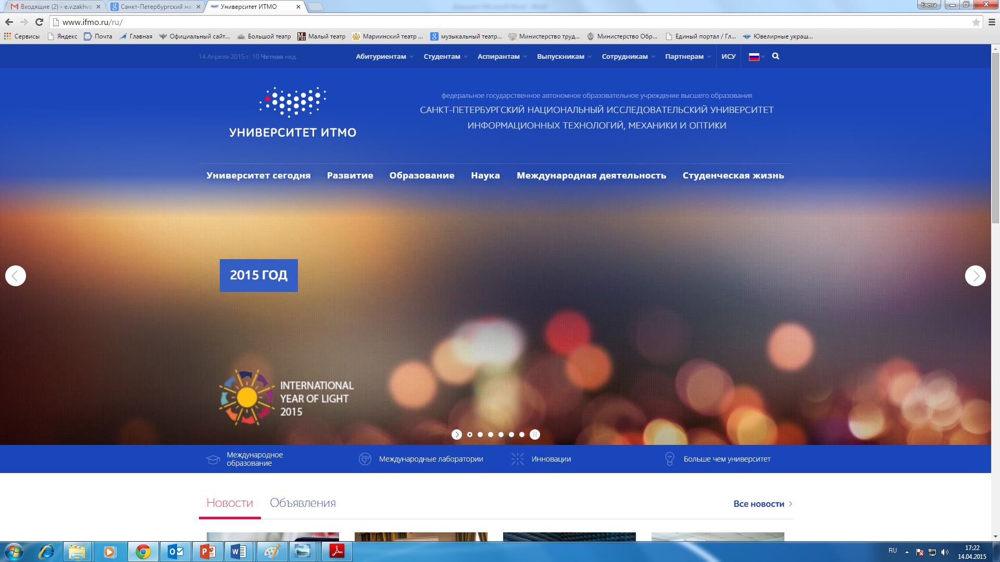 Входящие (2) - e.v.zakhva
Санкт-Петербургский на
Университет ИТМО
Елена
www.ifmo.ru/ru/
Сервисы
Яндекс
Почта
Главная
Официальный сайт...
Большой театр
Малый театр
Мариинский театр ...
музыкальный театр...
Министерство труд...
Министерство Обр...
Единый портал / Гл...
Ювелирные украш...
14 Апреля 2015 г. 10 Четная нед.
Абитуриентам
Студентам
Аспирантам
Выпускникам
Сотрудникам
Партнерам
ИСУ
УНИВЕРСИТЕТ ИТМО
федеральное государственное автономное образовательное учреждение высшего образования
САНКТ-ПЕТЕРБУРГСКИЙ НАЦИОНАЛЬНЫЙ ИССЛЕДОВАТЕЛЬСКИЙ УНИВЕРСИТЕТ
ИНФОРМАЦИОННЫХ ТЕХНОЛОГИЙ, МЕХАНИКИ И ОПТИКИ
Университет сегодня
Развитие
Образование
Наука
Международная деятельность
Студенческая жизнь
2015 ГОД
INTERNATIONAL
YEAR OF LIGHT
2015
Международное
образование
Международные лаборатории
Инновации
Больше чем университет
Новости
Объявления
Все новости
RU
17:22
14.04.2015